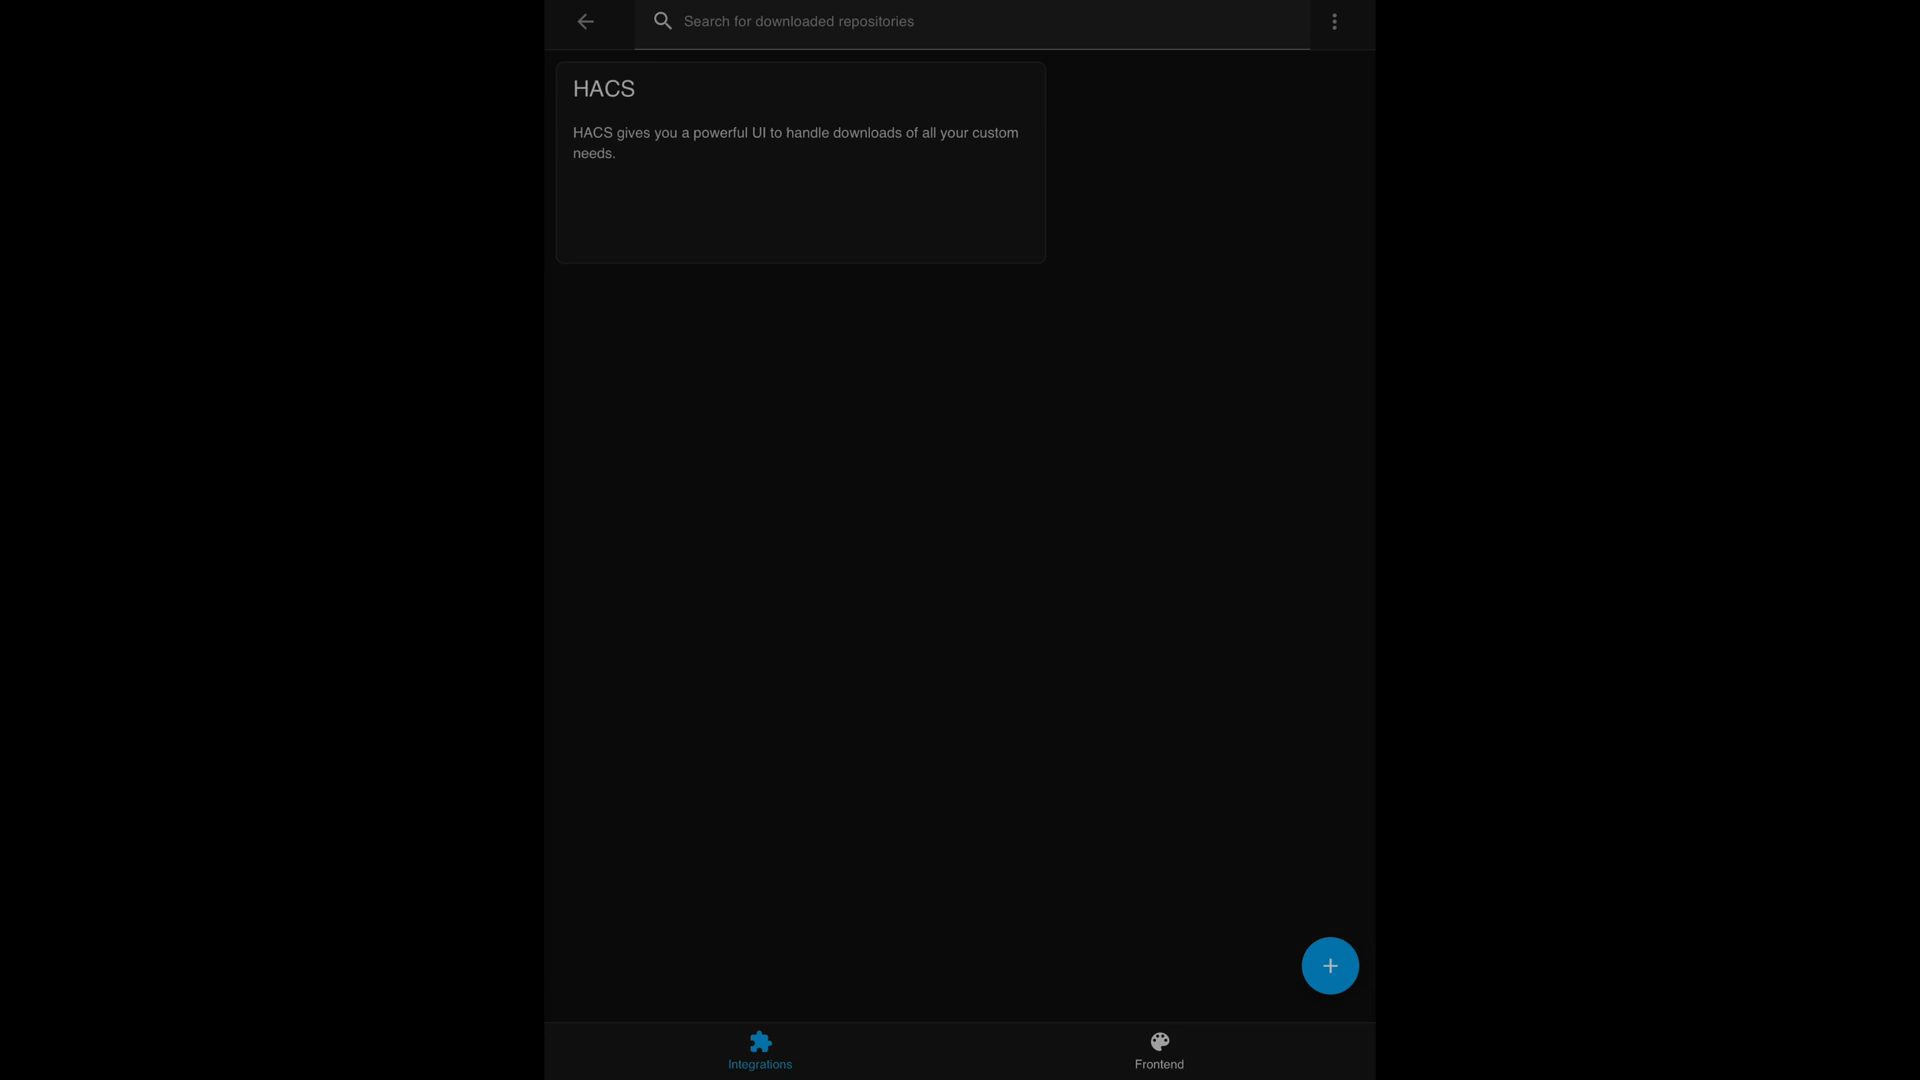 Search for downloaded repositories
HACS
HACS gives you a powerful UI to handle downloads of all your custom
needs.
Integrations
Frontend